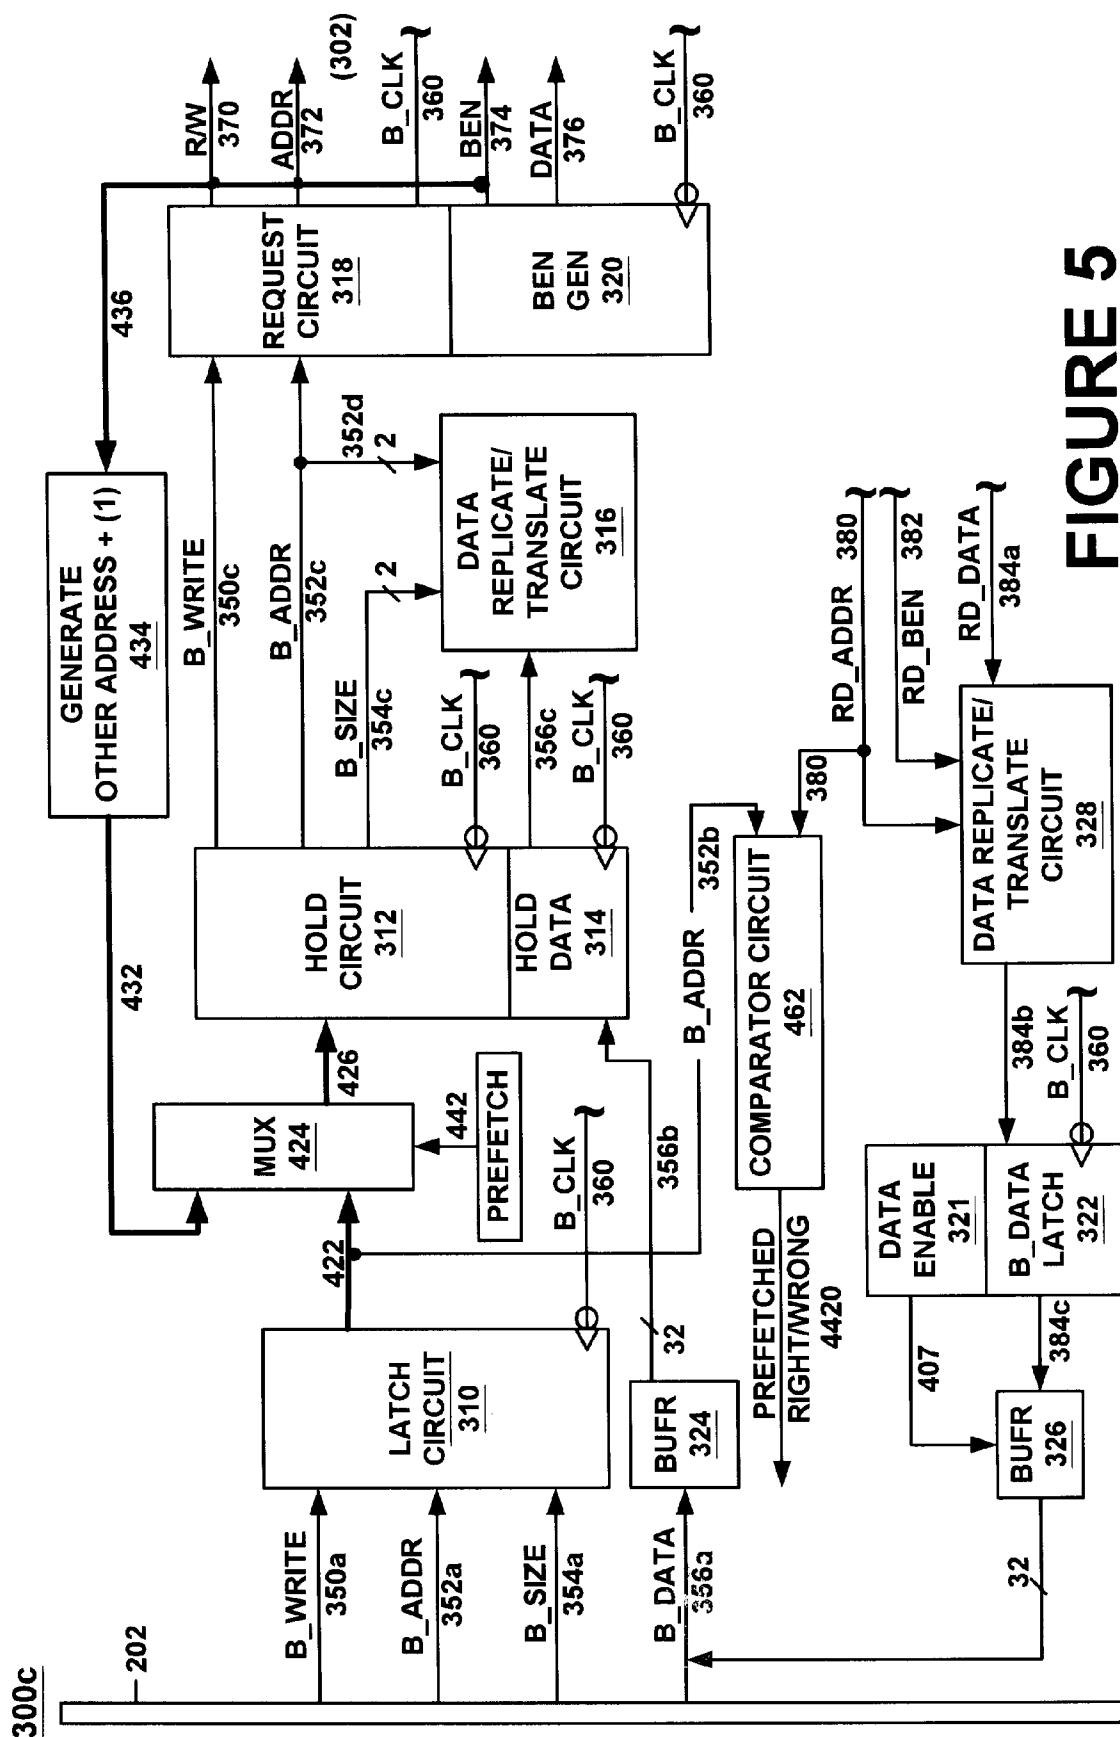 300c
202
B_WRITE
350a
B_ADDR
352a
B_SIZE
354a
B_DATA
356a
LATCH
CIRCUIT
310
BUFR
324
32
422
B_CLK
360
356b
432
MUX
424
442
PREFETCH
426
HOLD
CIRCUIT
312
HOLD
DATA
314
B_CLK
360
B_CLK
360
356c
GENERATE
OTHER ADDRESS + (1)
434
436
B_WRITE
350c
B_ADDR
352c
B_SIZE
354c
2
352d
2
DATA
REPLICATE/
TRANSLATE
CIRCUIT
316
REQUEST
CIRCUIT
318
BEN
GEN
320
R/W
370
ADDR
372
(302)
B_CLK
360
BEN
374
DATA
376
B_CLK
360
B_ADDR
352b
COMPARATOR CIRCUIT
462
380
PREFETCHED
RIGHT/WRONG
4420
RD_ADDR
380
RD_BEN
382
RD_DATA
384a
DATA REPLICATE/
TRANSLATE
CIRCUIT
328
384b
B_CLK
360
DATA
ENABLE
321
B_DATA
LATCH
322
407
384c
BUFR
326
32
FIGURE 5